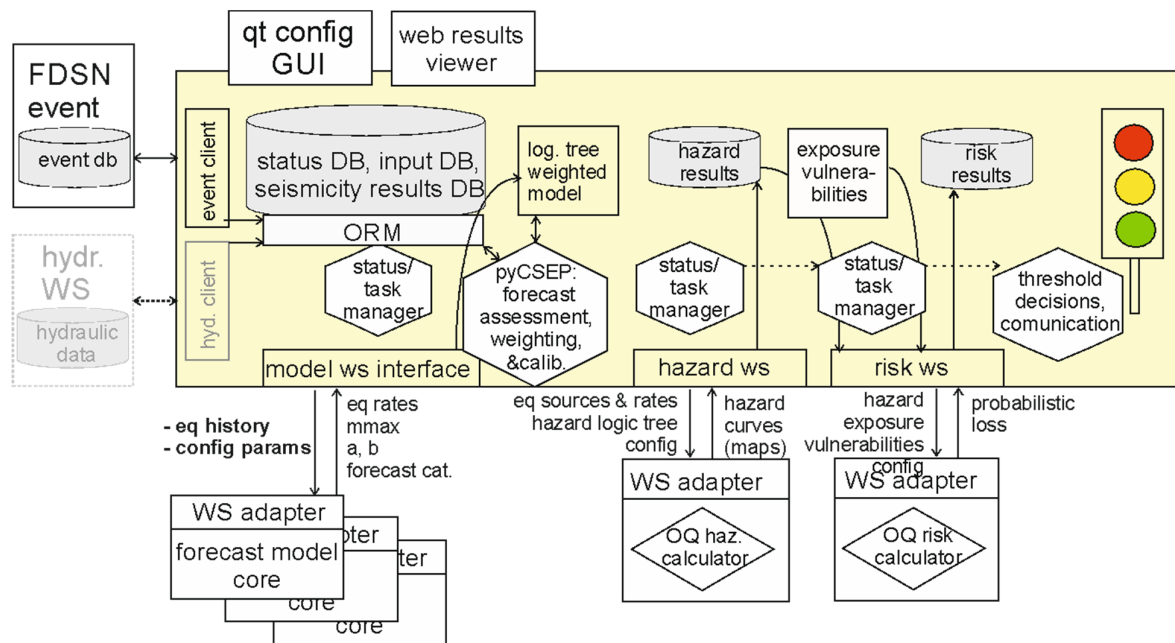 qt config
GUI
web results
viewer
FDSN
event
event db
event client
status DB, input DB,
seismicity results DB
ORM
log. tree
weighted
model
hazard
results
exposure
vulnera-
bilities
risk
results
hydr.
WS
hydraulic
data
hyd. client
status/
task
manager
pyCSEP:
forecast
assessment,
weighting,
&calib.
status/
task
manager
status/
task
manager
threshold
decisions,
comunication
model ws interface
hazard ws
risk ws
- eq history
- config params
eq rates
mmax
a, b
forecast cat.
eq sources & rates
hazard logic tree
config
hazard
curves
(maps)
hazard
exposure
vulnerabilities
config
probabilistic
loss
WS adapter
forecast model
core
pter
core
ter
core
WS adapter
OQ haz.
calculator
WS adapter
OQ risk
calculator